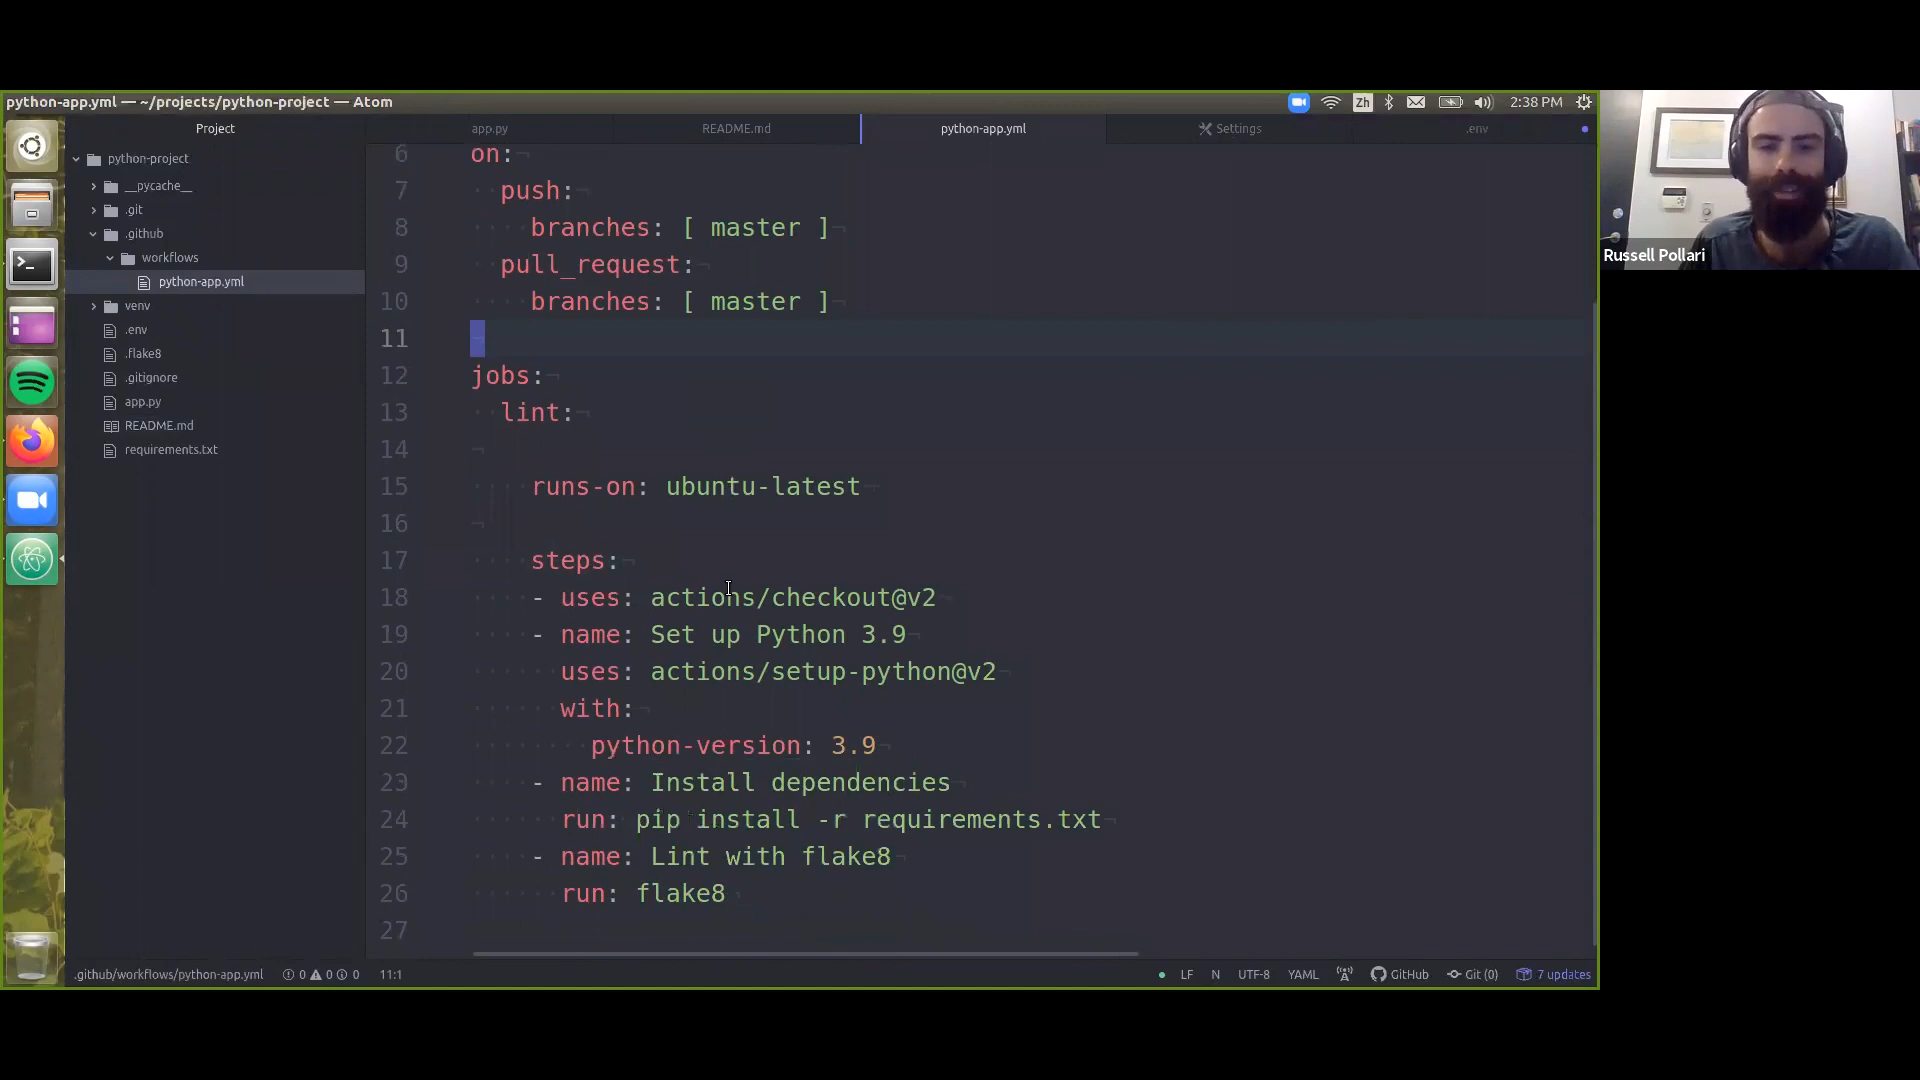 python-app.yml — ~/projects/python-project — Atom
Zh
2:38 PM
Project
app.py
README.md
python-app.yml
Settings
.env
python-project
__pycache__
.git
.github
workflows
python-app.yml
venv
.env
.flake8
.gitignore
app.py
README.md
requirements.txt
6 on:
7 push:
8 branches: [ master ]
9 pull_request:
10 branches: [ master ]
11
12 jobs:
13 lint:
14
15 runs-on: ubuntu-latest
16
17 steps:
18 - uses: actions/checkout@v2
19 - name: Set up Python 3.9
20 uses: actions/setup-python@v2
21 with:
22 python-version: 3.9
23 - name: Install dependencies
24 run: pip install -r requirements.txt
25 - name: Lint with flake8
26 run: flake8
27
.github/workflows/python-app.yml 0 0 0 11:1
LF N UTF-8 YAML GitHub Git (0) 7 updates
Russell Pollari